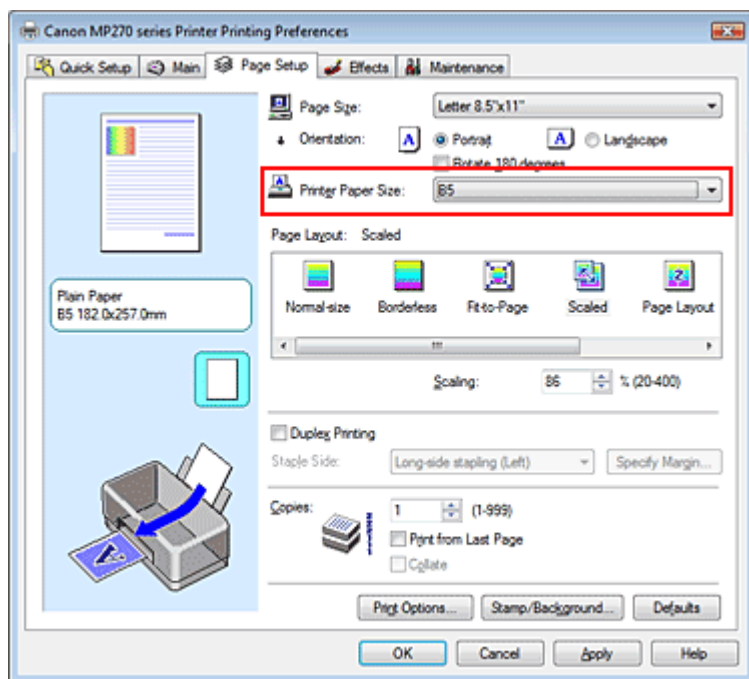 Canon MP270 series Printer Printing Preferences
Quick Setup Main Page Setup Effects Maintenance
Page Size: Letter 8.5"x11"
Orientation: A Portrait A Landscape
Rotate 180 degrees
Printer Paper Size: B5
Page Layout: Scaled
Normal-size Borderless Fit-to-Page Scaled Page Layout
Plain Paper
B5 182.0x257.0mm
Scaling: 86 % (20-400)
Duplex Printing
Staple Side: Long-side stapling (Left) Specify Margin...
Copies: 1 (1-999)
Print from Last Page
Collate
Print Options... Stamp/Background... Defaults
OK Cancel Apply Help